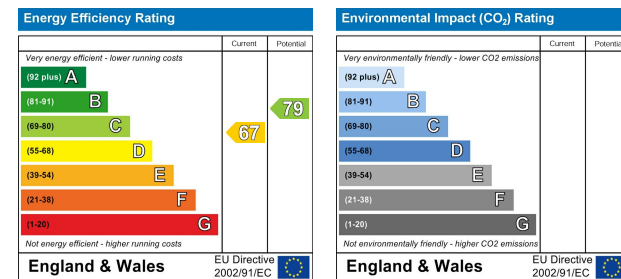 Energy Efficiency Rating
Current Potential
Very energy efficient - lower running costs
(92 plus) A
(81-91) B
(69-80) C
(55-68) D
(39-54) E
(21-38) F
(1-20) G
67
79
Not energy efficient - higher running costs
England & Wales
EU Directive
2002/91/EC
Environmental Impact (CO₂) Rating
Current Potential
Very environmentally friendly - lower CO2 emissions
(92 plus) A
(81-91) B
(69-80) C
(55-68) D
(39-54) E
(21-38) F
(1-20) G
Not environmentally friendly - higher CO2 emissions
England & Wales
EU Directive
2002/91/EC